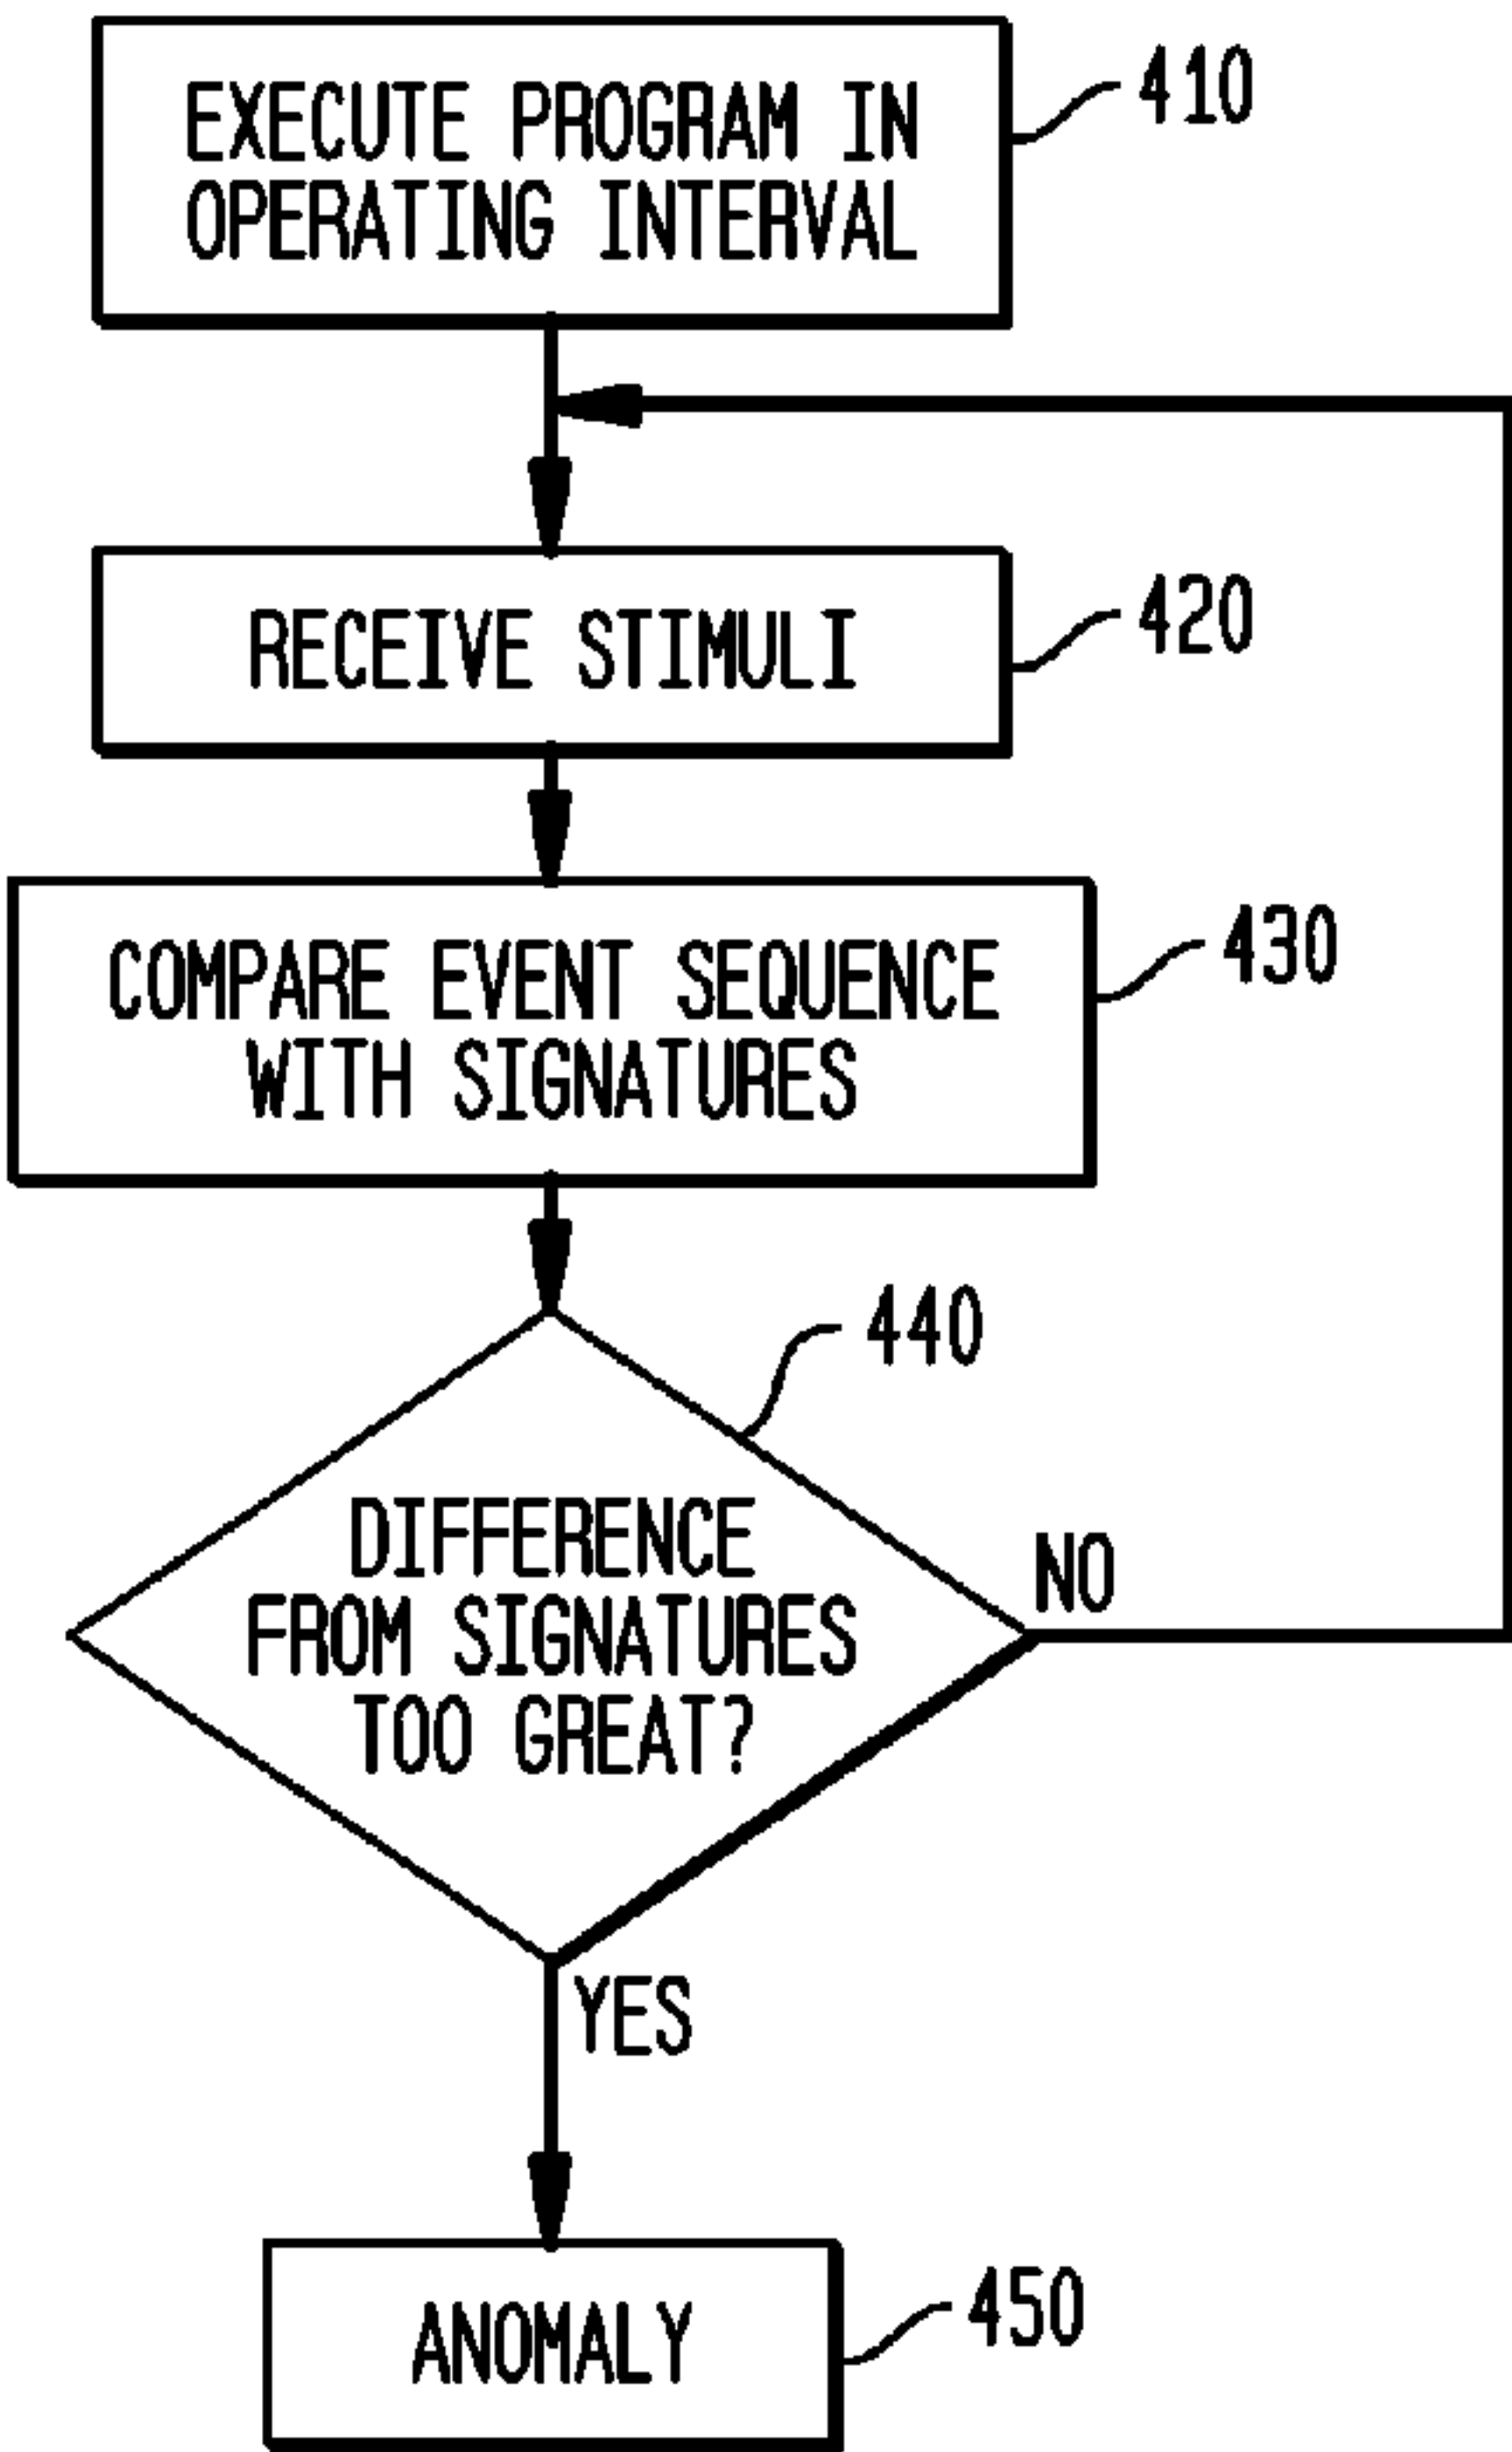 EXECUTE PROGRAM IN
OPERATING INTERVAL
410
RECEIVE STIMULI
420
COMPARE EVENT SEQUENCE
WITH SIGNATURES
430
440
DIFFERENCE
FROM SIGNATURES
TOO GREAT?
NO
YES
ANOMALY
450